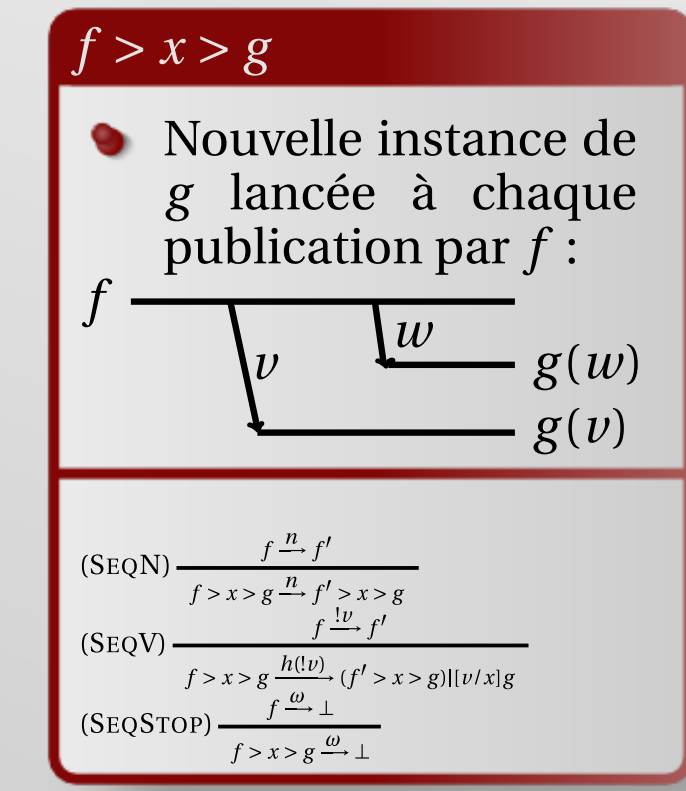 f > x > g
Nouvelle instance de
g lancée à chaque
publication par f :
f
w
v
g(w)
g(v)
f n→ f′
(SEQN)
f > x > g n→ f′ > x > g
f !v→ f′
(SEQV)
f > x > g h(!v)→ (f′ > x > g)|[v/x]g
f ω→ ⊥
(SEQSTOP)
f > x > g ω→ ⊥